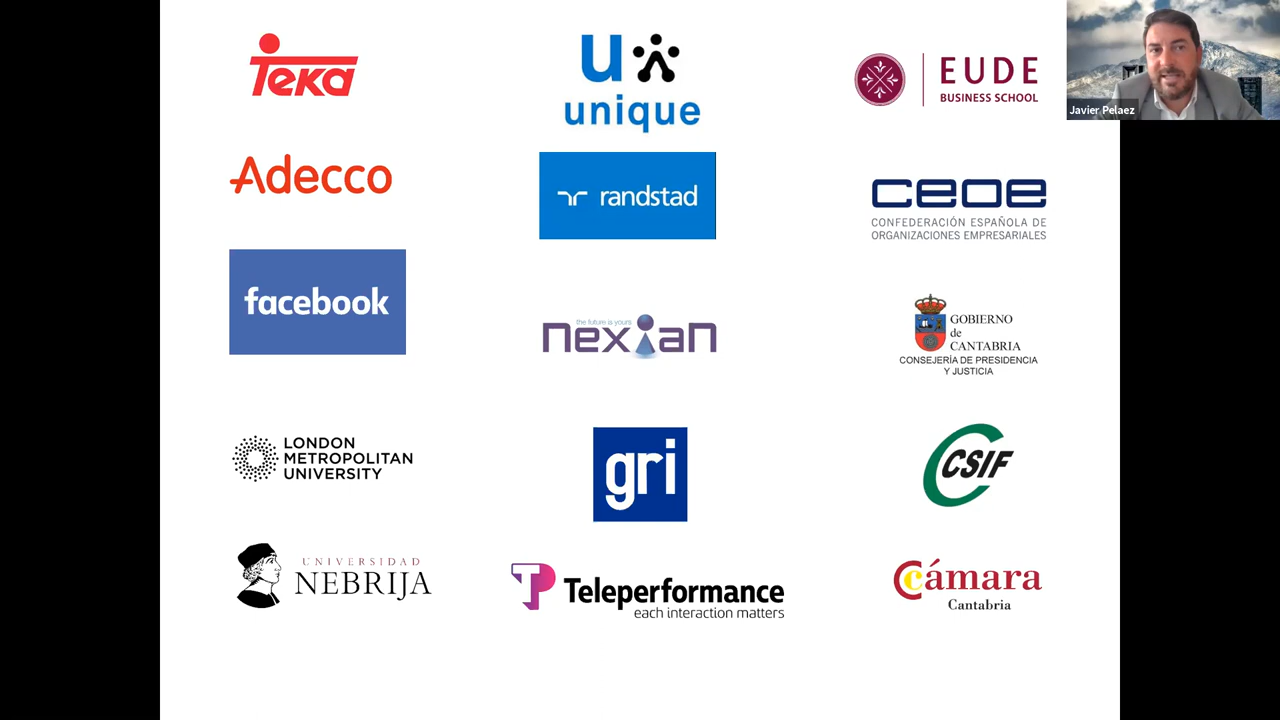 teka
u
unique
EUDE
BUSINESS SCHOOL
Javier Pelaez
Adecco
randstad
ceoe
CONFEDERACIÓN ESPAÑOLA DE
ORGANIZACIONES EMPRESARIALES
facebook
the future is yours
nexian
GOBIERNO
de
CANTABRIA
CONSEJERÍA DE PRESIDENCIA
Y JUSTICIA
LONDON
METROPOLITAN
UNIVERSITY
gri
CSIF
UNIVERSIDAD
NEBRIJA
TP
Teleperformance
each interaction matters
Cámara
Cantabria